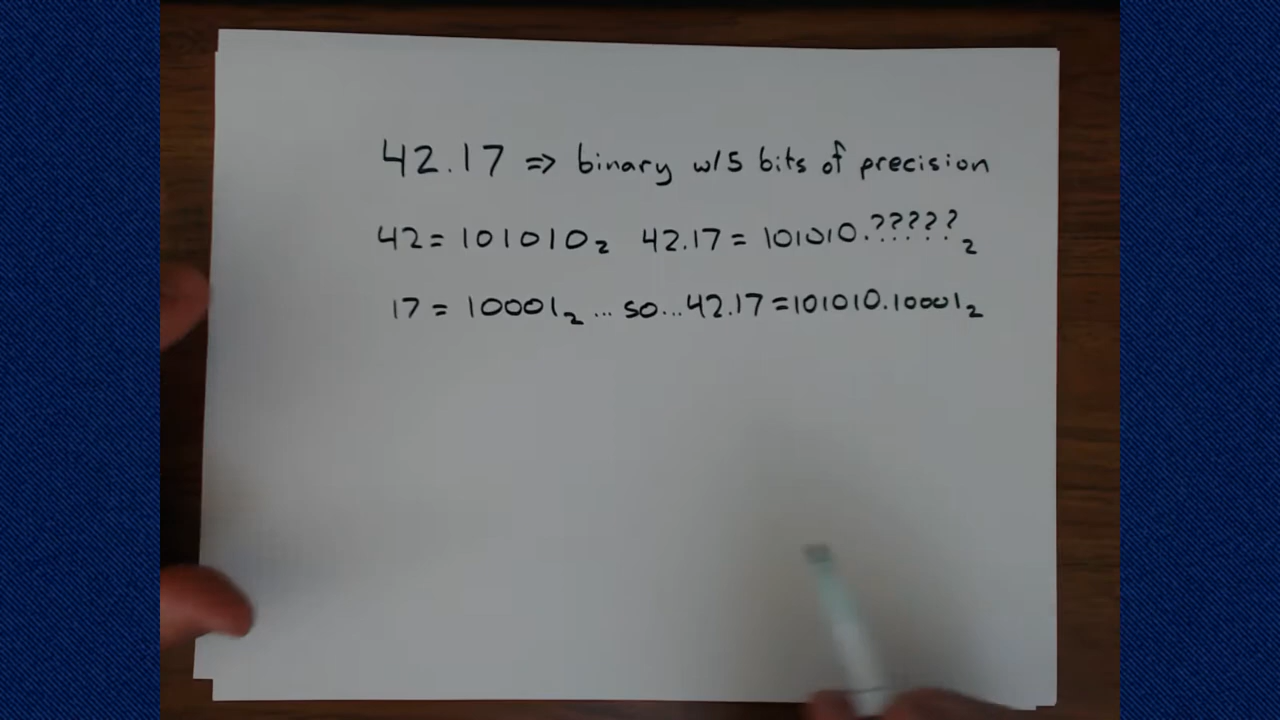 42.17 => binary w/5 bits of precision
42 = 101010₂ 42.17 = 101010.?????₂
17 = 10001₂ ... so... 42.17 = 101010.10001₂